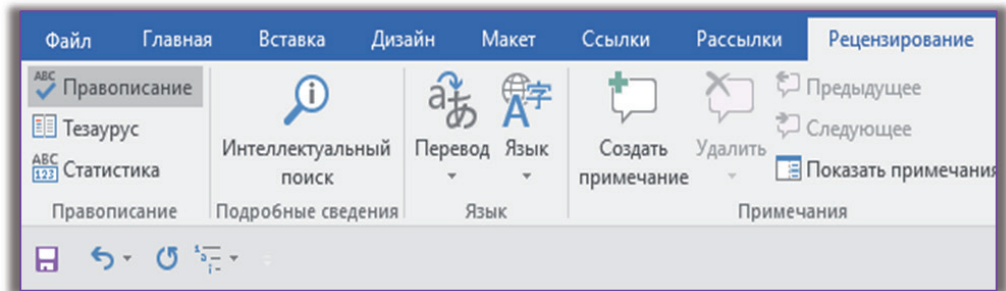 Файл Главная Вставка Дизайн Макет Ссылки Рассылки Рецензирование
ABC Правописание
Тезаурус
ABC 123 Статистика
Правописание
Интеллектуальный
поиск
Подробные сведения
Перевод Язык
Язык
Создать
примечание
Удалить
Предыдущее
Следующее
Показать примечания
Примечания